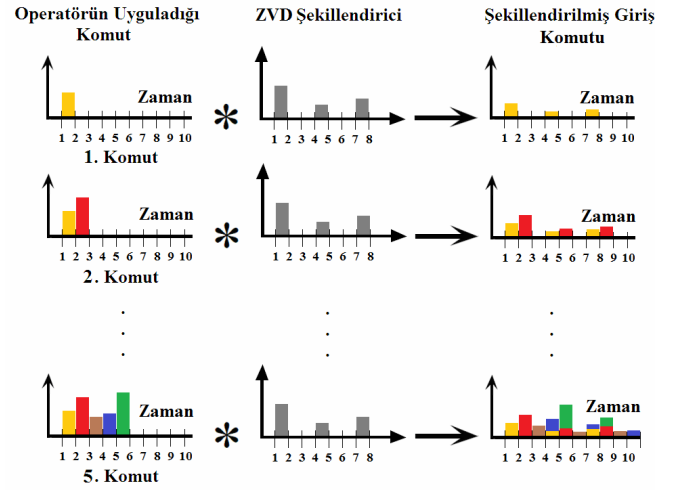 Operatörün Uyguladığı
Komut
ZVD Şekillendirici
Şekillendirilmiş Giriş
Komutu
Zaman
*
Zaman
1 2 3 4 5 6 7 8 9 10
1 2 3 4 5 6 7 8
1 2 3 4 5 6 7 8 9 10
1. Komut
Zaman
*
Zaman
1 2 3 4 5 6 7 8 9 10
1 2 3 4 5 6 7 8
1 2 3 4 5 6 7 8 9 10
2. Komut
Zaman
*
Zaman
1 2 3 4 5 6 7 8 9 10
1 2 3 4 5 6 7 8
1 2 3 4 5 6 7 8 9 10
5. Komut